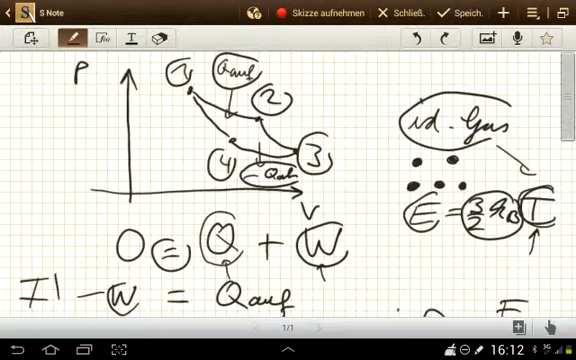 S Note
Skizze aufnehmen
Schließ.
Speich.
P
1
Qauf
2
id. Gas
4
-Qab
3
V
E = 3/2 kB T
0 = Q + W
-W = Qauf
E
1/1
3G
16:12